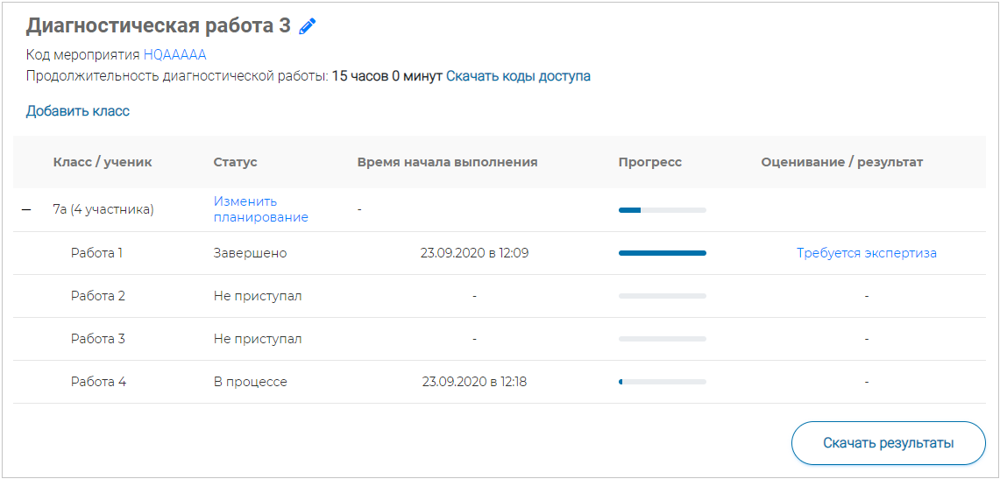 Диагностическая работа 3
Код мероприятия HQAAAAA
Продолжительность диагностической работы: 15 часов 0 минут Скачать коды доступа
Добавить класс
Класс / ученик Статус Время начала выполнения Прогресс Оценивание / результат
– 7а (4 участника) Изменить планирование -
Работа 1 Завершено 23.09.2020 в 12:09 Требуется экспертиза
Работа 2 Не приступал - -
Работа 3 Не приступал - -
Работа 4 В процессе 23.09.2020 в 12:18 -
Скачать результаты